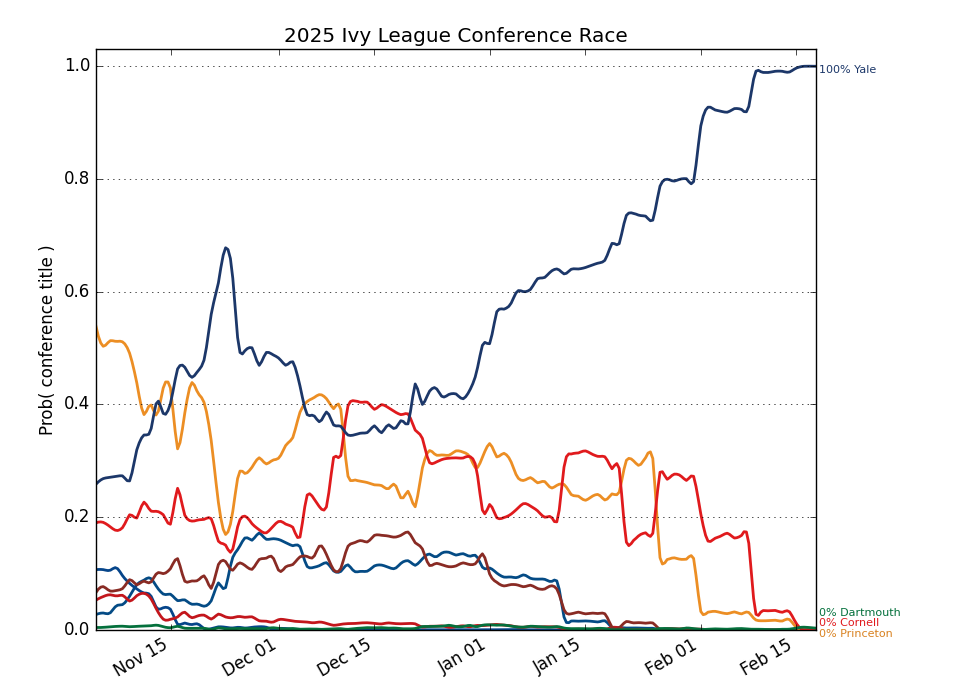 2025 Ivy League Conference Race
Prob( conference title )
1.0
0.8
0.6
0.4
0.2
0.0
Nov 15
Dec 01
Dec 15
Jan 01
Jan 15
Feb 01
Feb 15
100% Yale
0% Dartmouth
0% Cornell
0% Princeton